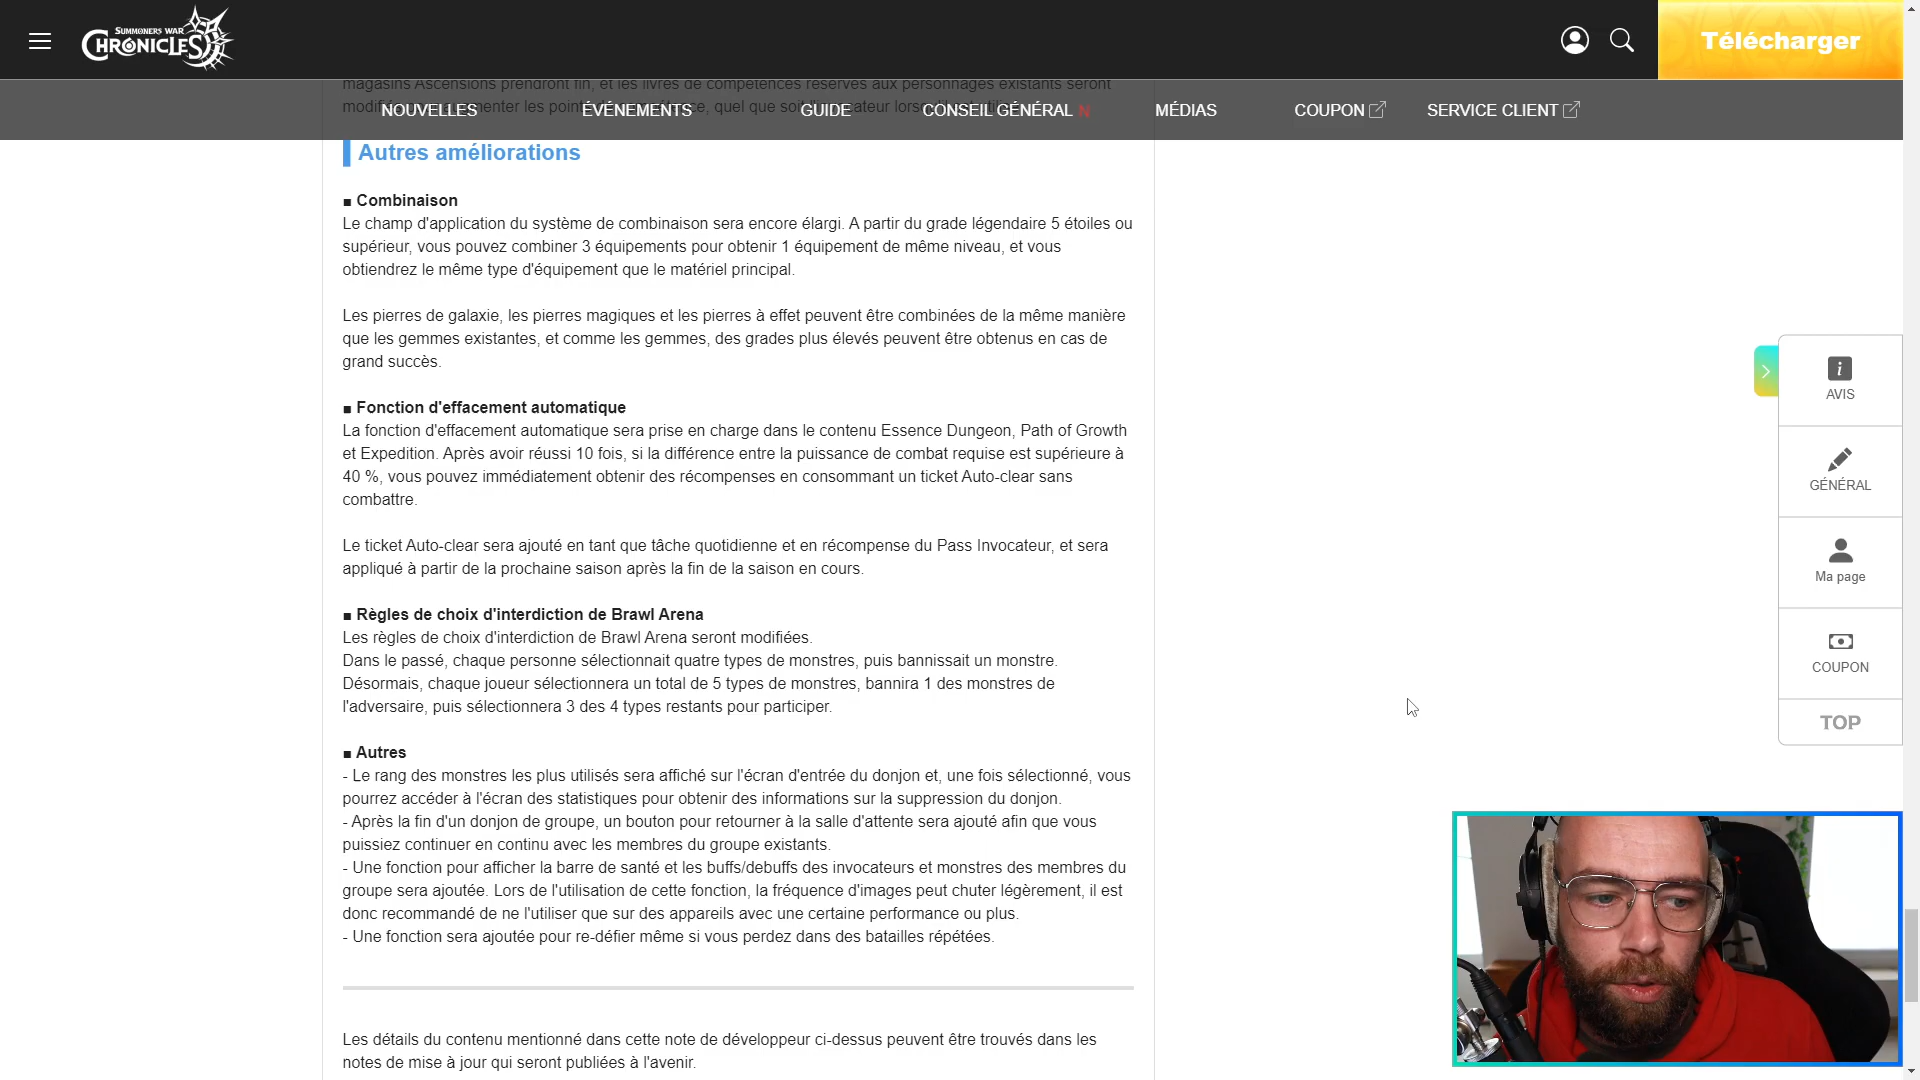 SUMMONERS WAR
CHRONICLES
Télécharger
magasins Ascensions prendront fin, et les livres de compétences réservés aux personnages existants seront
NOUVELLES
ÉVÉNEMENTS
GUIDE
CONSEIL GÉNÉRAL N
MÉDIAS
COUPON
SERVICE CLIENT
Autres améliorations
■ Combinaison
Le champ d'application du système de combinaison sera encore élargi. A partir du grade légendaire 5 étoiles ou
supérieur, vous pouvez combiner 3 équipements pour obtenir 1 équipement de même niveau, et vous
obtiendrez le même type d'équipement que le matériel principal.
Les pierres de galaxie, les pierres magiques et les pierres à effet peuvent être combinées de la même manière
que les gemmes existantes, et comme les gemmes, des grades plus élevés peuvent être obtenus en cas de
grand succès.
■ Fonction d'effacement automatique
La fonction d'effacement automatique sera prise en charge dans le contenu Essence Dungeon, Path of Growth
et Expedition. Après avoir réussi 10 fois, si la différence entre la puissance de combat requise est supérieure à
40 %, vous pouvez immédiatement obtenir des récompenses en consommant un ticket Auto-clear sans
combattre.
Le ticket Auto-clear sera ajouté en tant que tâche quotidienne et en récompense du Pass Invocateur, et sera
appliqué à partir de la prochaine saison après la fin de la saison en cours.
■ Règles de choix d'interdiction de Brawl Arena
Les règles de choix d'interdiction de Brawl Arena seront modifiées.
Dans le passé, chaque personne sélectionnait quatre types de monstres, puis bannissait un monstre.
Désormais, chaque joueur sélectionnera un total de 5 types de monstres, bannira 1 des monstres de
l'adversaire, puis sélectionnera 3 des 4 types restants pour participer.
■ Autres
- Le rang des monstres les plus utilisés sera affiché sur l'écran d'entrée du donjon et, une fois sélectionné, vous
pourrez accéder à l'écran des statistiques pour obtenir des informations sur la suppression du donjon.
- Après la fin d'un donjon de groupe, un bouton pour retourner à la salle d'attente sera ajouté afin que vous
puissiez continuer en continu avec les membres du groupe existants.
- Une fonction pour afficher la barre de santé et les buffs/debuffs des invocateurs et monstres des membres du
groupe sera ajoutée. Lors de l'utilisation de cette fonction, la fréquence d'images peut chuter légèrement, il est
donc recommandé de ne l'utiliser que sur des appareils avec une certaine performance ou plus.
- Une fonction sera ajoutée pour re-défier même si vous perdez dans des batailles répétées.
Les détails du contenu mentionné dans cette note de développeur ci-dessus peuvent être trouvés dans les
notes de mise à jour qui seront publiées à l'avenir.
AVIS
GÉNÉRAL
Ma page
COUPON
TOP